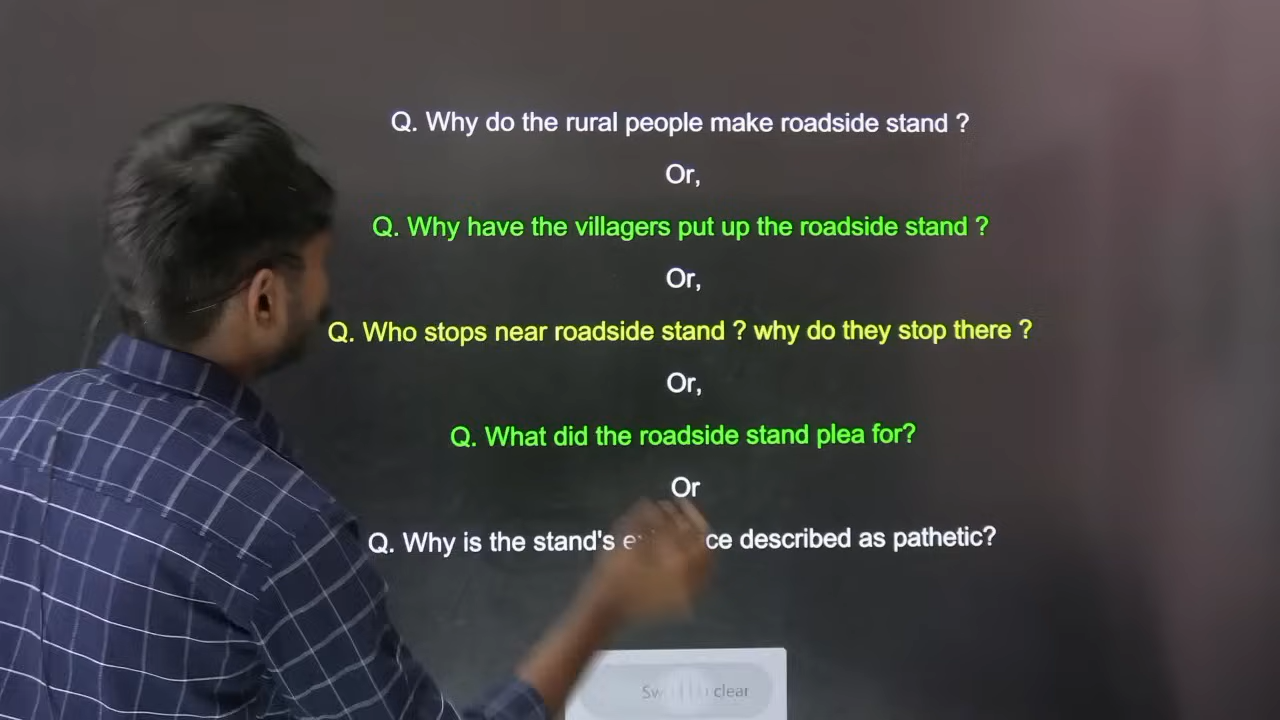 Q. Why do the rural people make roadside stand ?
Or,
Q. Why have the villagers put up the roadside stand ?
Or,
Q. Who stops near roadside stand ? why do they stop there ?
Or,
Q. What did the roadside stand plea for?
Or
Q. Why is the stand's described as pathetic?
clear